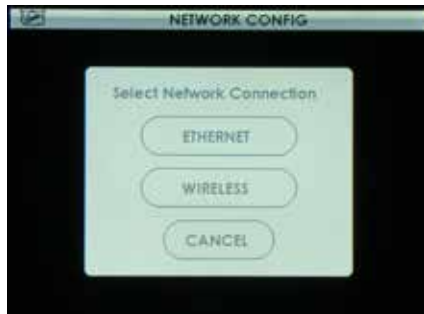 NETWORK CONFIG
Select Network Connection
ETHERNET
WIRELESS
CANCEL